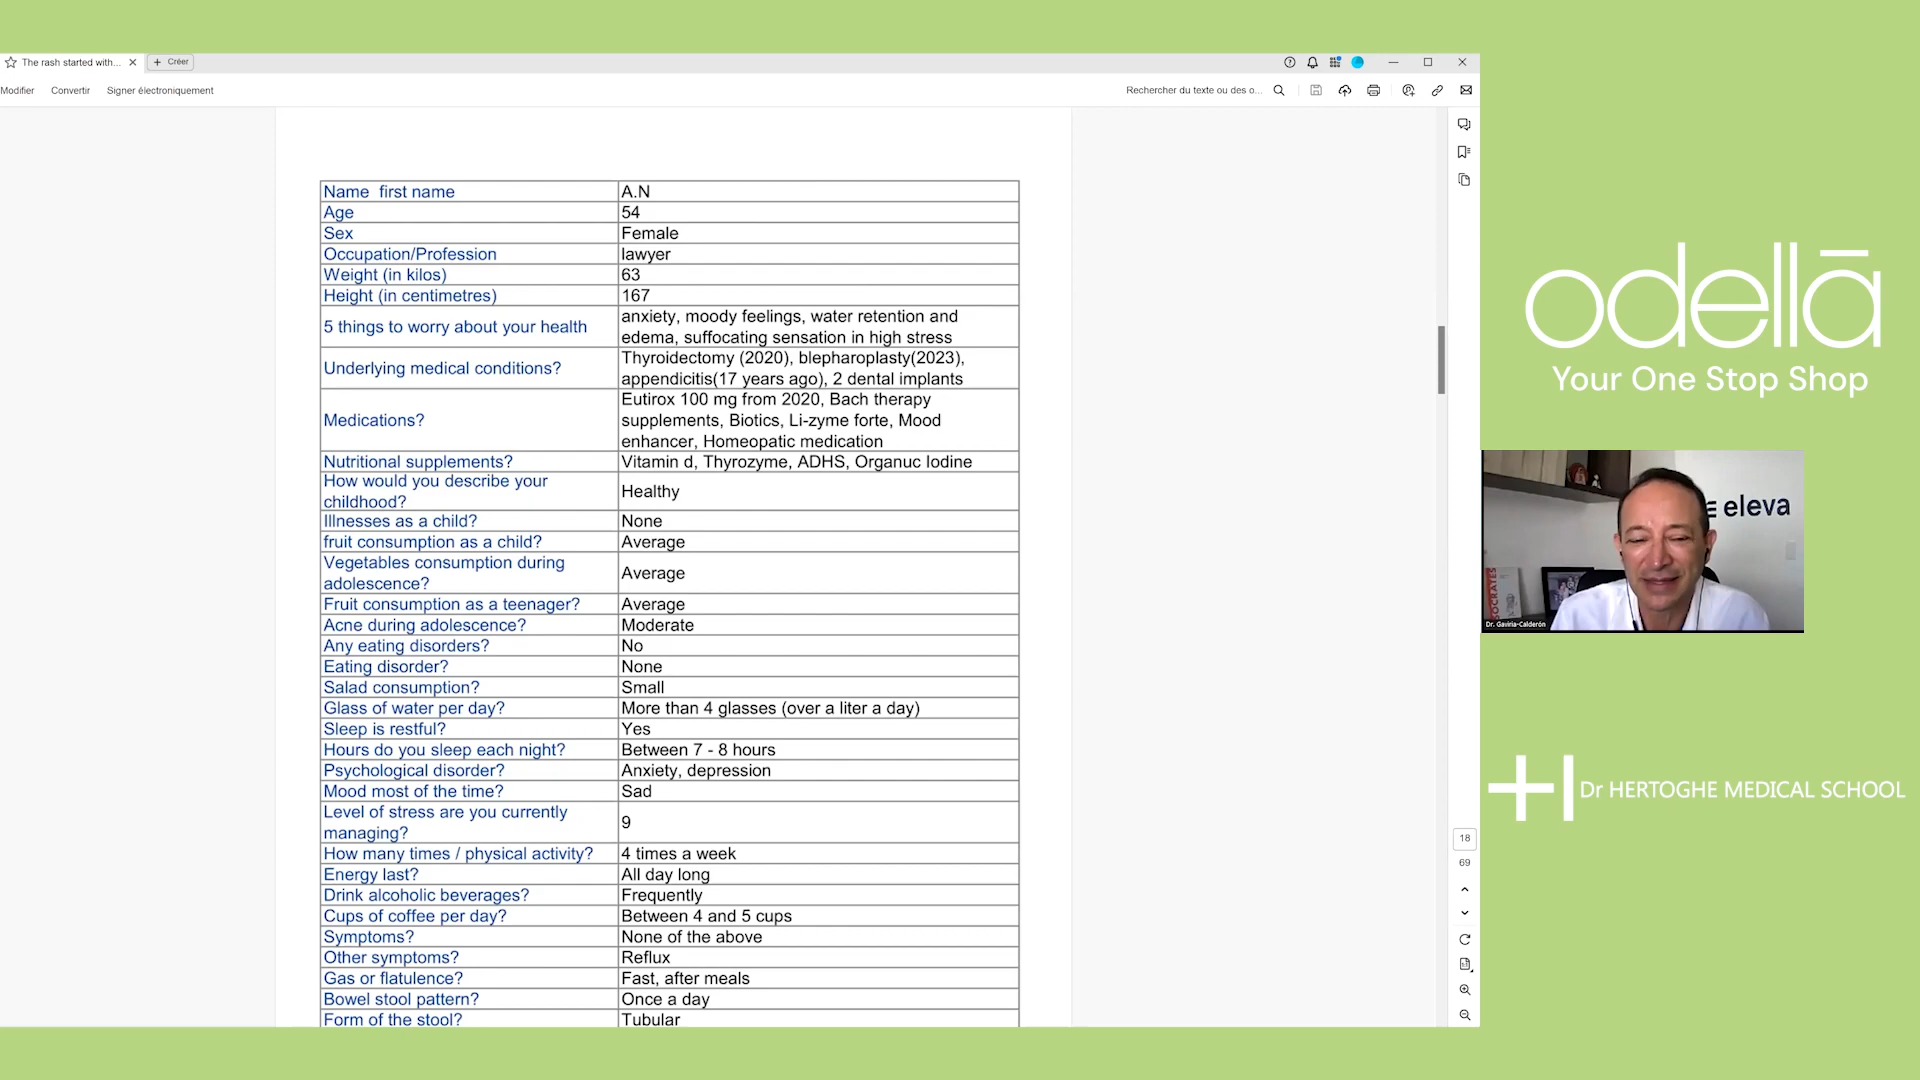 The rash started with...
Créer
Modifier Convertir Signer électroniquement
Rechercher du texte ou des o...
Name first name A.N
Age 54
Sex Female
Occupation/Profession lawyer
Weight (in kilos) 63
Height (in centimetres) 167
5 things to worry about your health anxiety, moody feelings, water retention and
edema, suffocating sensation in high stress
Underlying medical conditions? Thyroidectomy (2020), blepharoplasty(2023),
appendicitis(17 years ago), 2 dental implants
Medications? Eutirox 100 mg from 2020, Bach therapy
supplements, Biotics, Li-zyme forte, Mood
enhancer, Homeopatic medication
Nutritional supplements? Vitamin d, Thyrozyme, ADHS, Organuc Iodine
How would you describe your
childhood? Healthy
Illnesses as a child? None
fruit consumption as a child? Average
Vegetables consumption during
adolescence? Average
Fruit consumption as a teenager? Average
Acne during adolescence? Moderate
Any eating disorders? No
Eating disorder? None
Salad consumption? Small
Glass of water per day? More than 4 glasses (over a liter a day)
Sleep is restful? Yes
Hours do you sleep each night? Between 7 - 8 hours
Psychological disorder? Anxiety, depression
Mood most of the time? Sad
Level of stress are you currently
managing? 9
How many times / physical activity? 4 times a week
Energy last? All day long
Drink alcoholic beverages? Frequently
Cups of coffee per day? Between 4 and 5 cups
Symptoms? None of the above
Other symptoms? Reflux
Gas or flatulence? Fast, after meals
Bowel stool pattern? Once a day
Form of the stool? Tubular
18
69
odellā
Your One Stop Shop
eleva
Dr. Gaviria-Calderón
Dr HERTOGHE MEDICAL SCHOOL